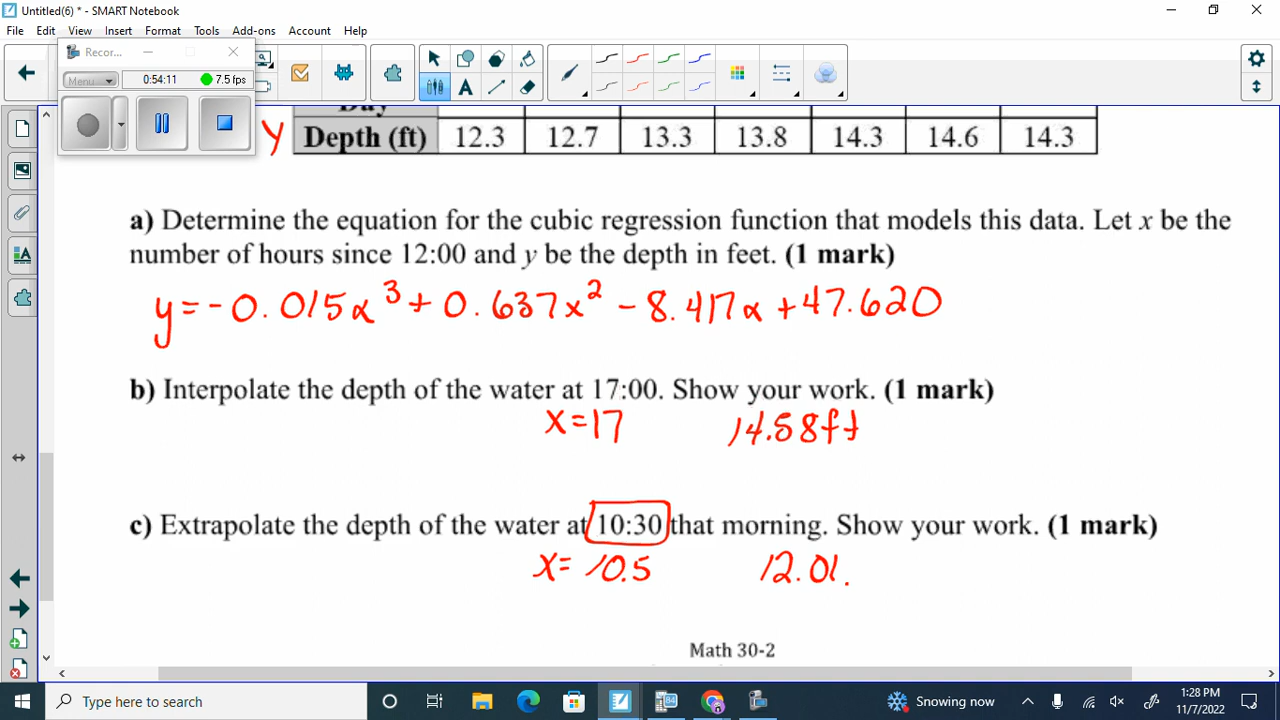 Untitled(6) * - SMART Notebook
File Edit View Insert Format Tools Add-ons Account Help
Recor...
Menu 0:54:11 7.5 fps
Day
Y Depth (ft) 12.3 12.7 13.3 13.8 14.3 14.6 14.3
a) Determine the equation for the cubic regression function that models this data. Let x be the
number of hours since 12:00 and y be the depth in feet. (1 mark)
y = -0.015x³ + 0.637x² - 8.417x + 47.620
b) Interpolate the depth of the water at 17:00. Show your work. (1 mark)
x=17 14.58ft
c) Extrapolate the depth of the water at 10:30 that morning. Show your work. (1 mark)
x= 10.5 12.01.
Math 30-2
Type here to search
Snowing now
1:28 PM
11/7/2022